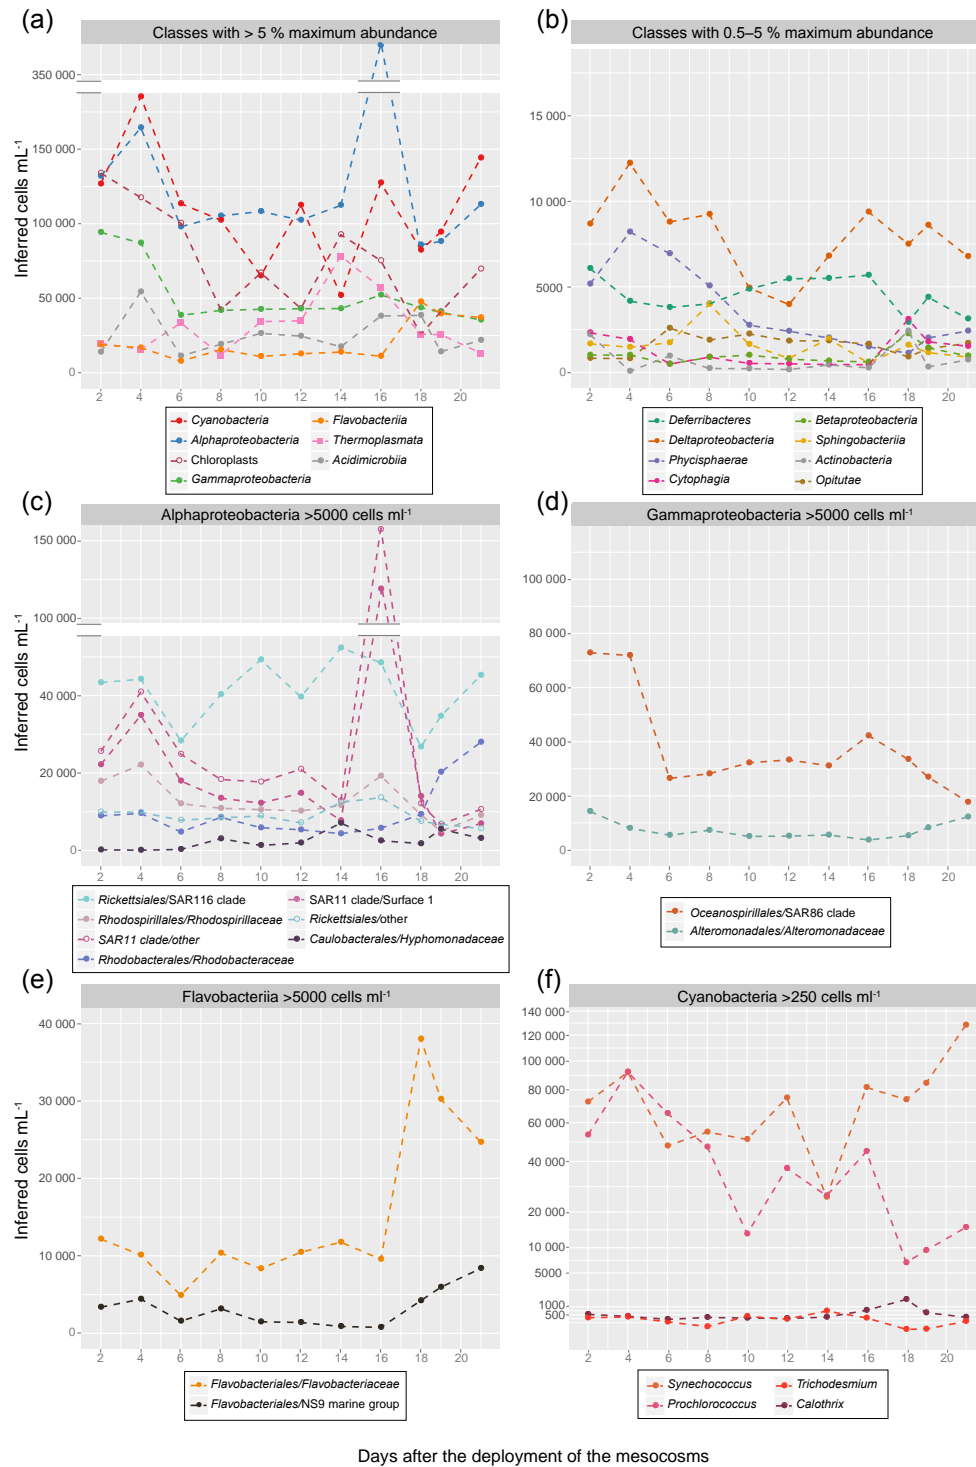 (a)
Classes with > 5 % maximum abundance
350 000
150 000
100 000
50 000
0
Inferred cells mL-1
2 4 6 8 10 12 14 16 18 20
Cyanobacteria
Flavobacteriia
Alphaproteobacteria
Thermoplasmata
Chloroplasts
Acidimicrobiia
Gammaproteobacteria
(b)
Classes with 0.5–5 % maximum abundance
15 000
10 000
5000
0
2 4 6 8 10 12 14 16 18 20
Deferribacteres
Betaproteobacteria
Deltaproteobacteria
Sphingobacteriia
Phycisphaerae
Actinobacteria
Cytophagia
Opitutae
(c)
Alphaproteobacteria >5000 cells ml-1
150 000
100 000
40 000
20 000
0
Inferred cells mL-1
2 4 6 8 10 12 14 16 18 20
Rickettsiales/SAR116 clade
SAR11 clade/Surface 1
Rhodospirillales/Rhodospirillaceae
Rickettsiales/other
SAR11 clade/other
Caulobacterales/Hyphomonadaceae
Rhodobacterales/Rhodobacteraceae
(d)
Gammaproteobacteria >5000 cells ml-1
100 000
80 000
60 000
40 000
20 000
0
2 4 6 8 10 12 14 16 18 20
Oceanospirillales/SAR86 clade
Alteromonadales/Alteromonadaceae
(e)
Flavobacteriia >5000 cells ml-1
40 000
30 000
20 000
10 000
0
Inferred cells mL-1
2 4 6 8 10 12 14 16 18 20
Flavobacteriales/Flavobacteriaceae
Flavobacteriales/NS9 marine group
(f)
Cyanobacteria >250 cells ml-1
140 000
120 000
100 000
80 000
60 000
40 000
20 000
10 000
5000
1000
500
2 4 6 8 10 12 14 16 18 20
Synechococcus
Trichodesmium
Prochlorococcus
Calothrix
Days after the deployment of the mesocosms